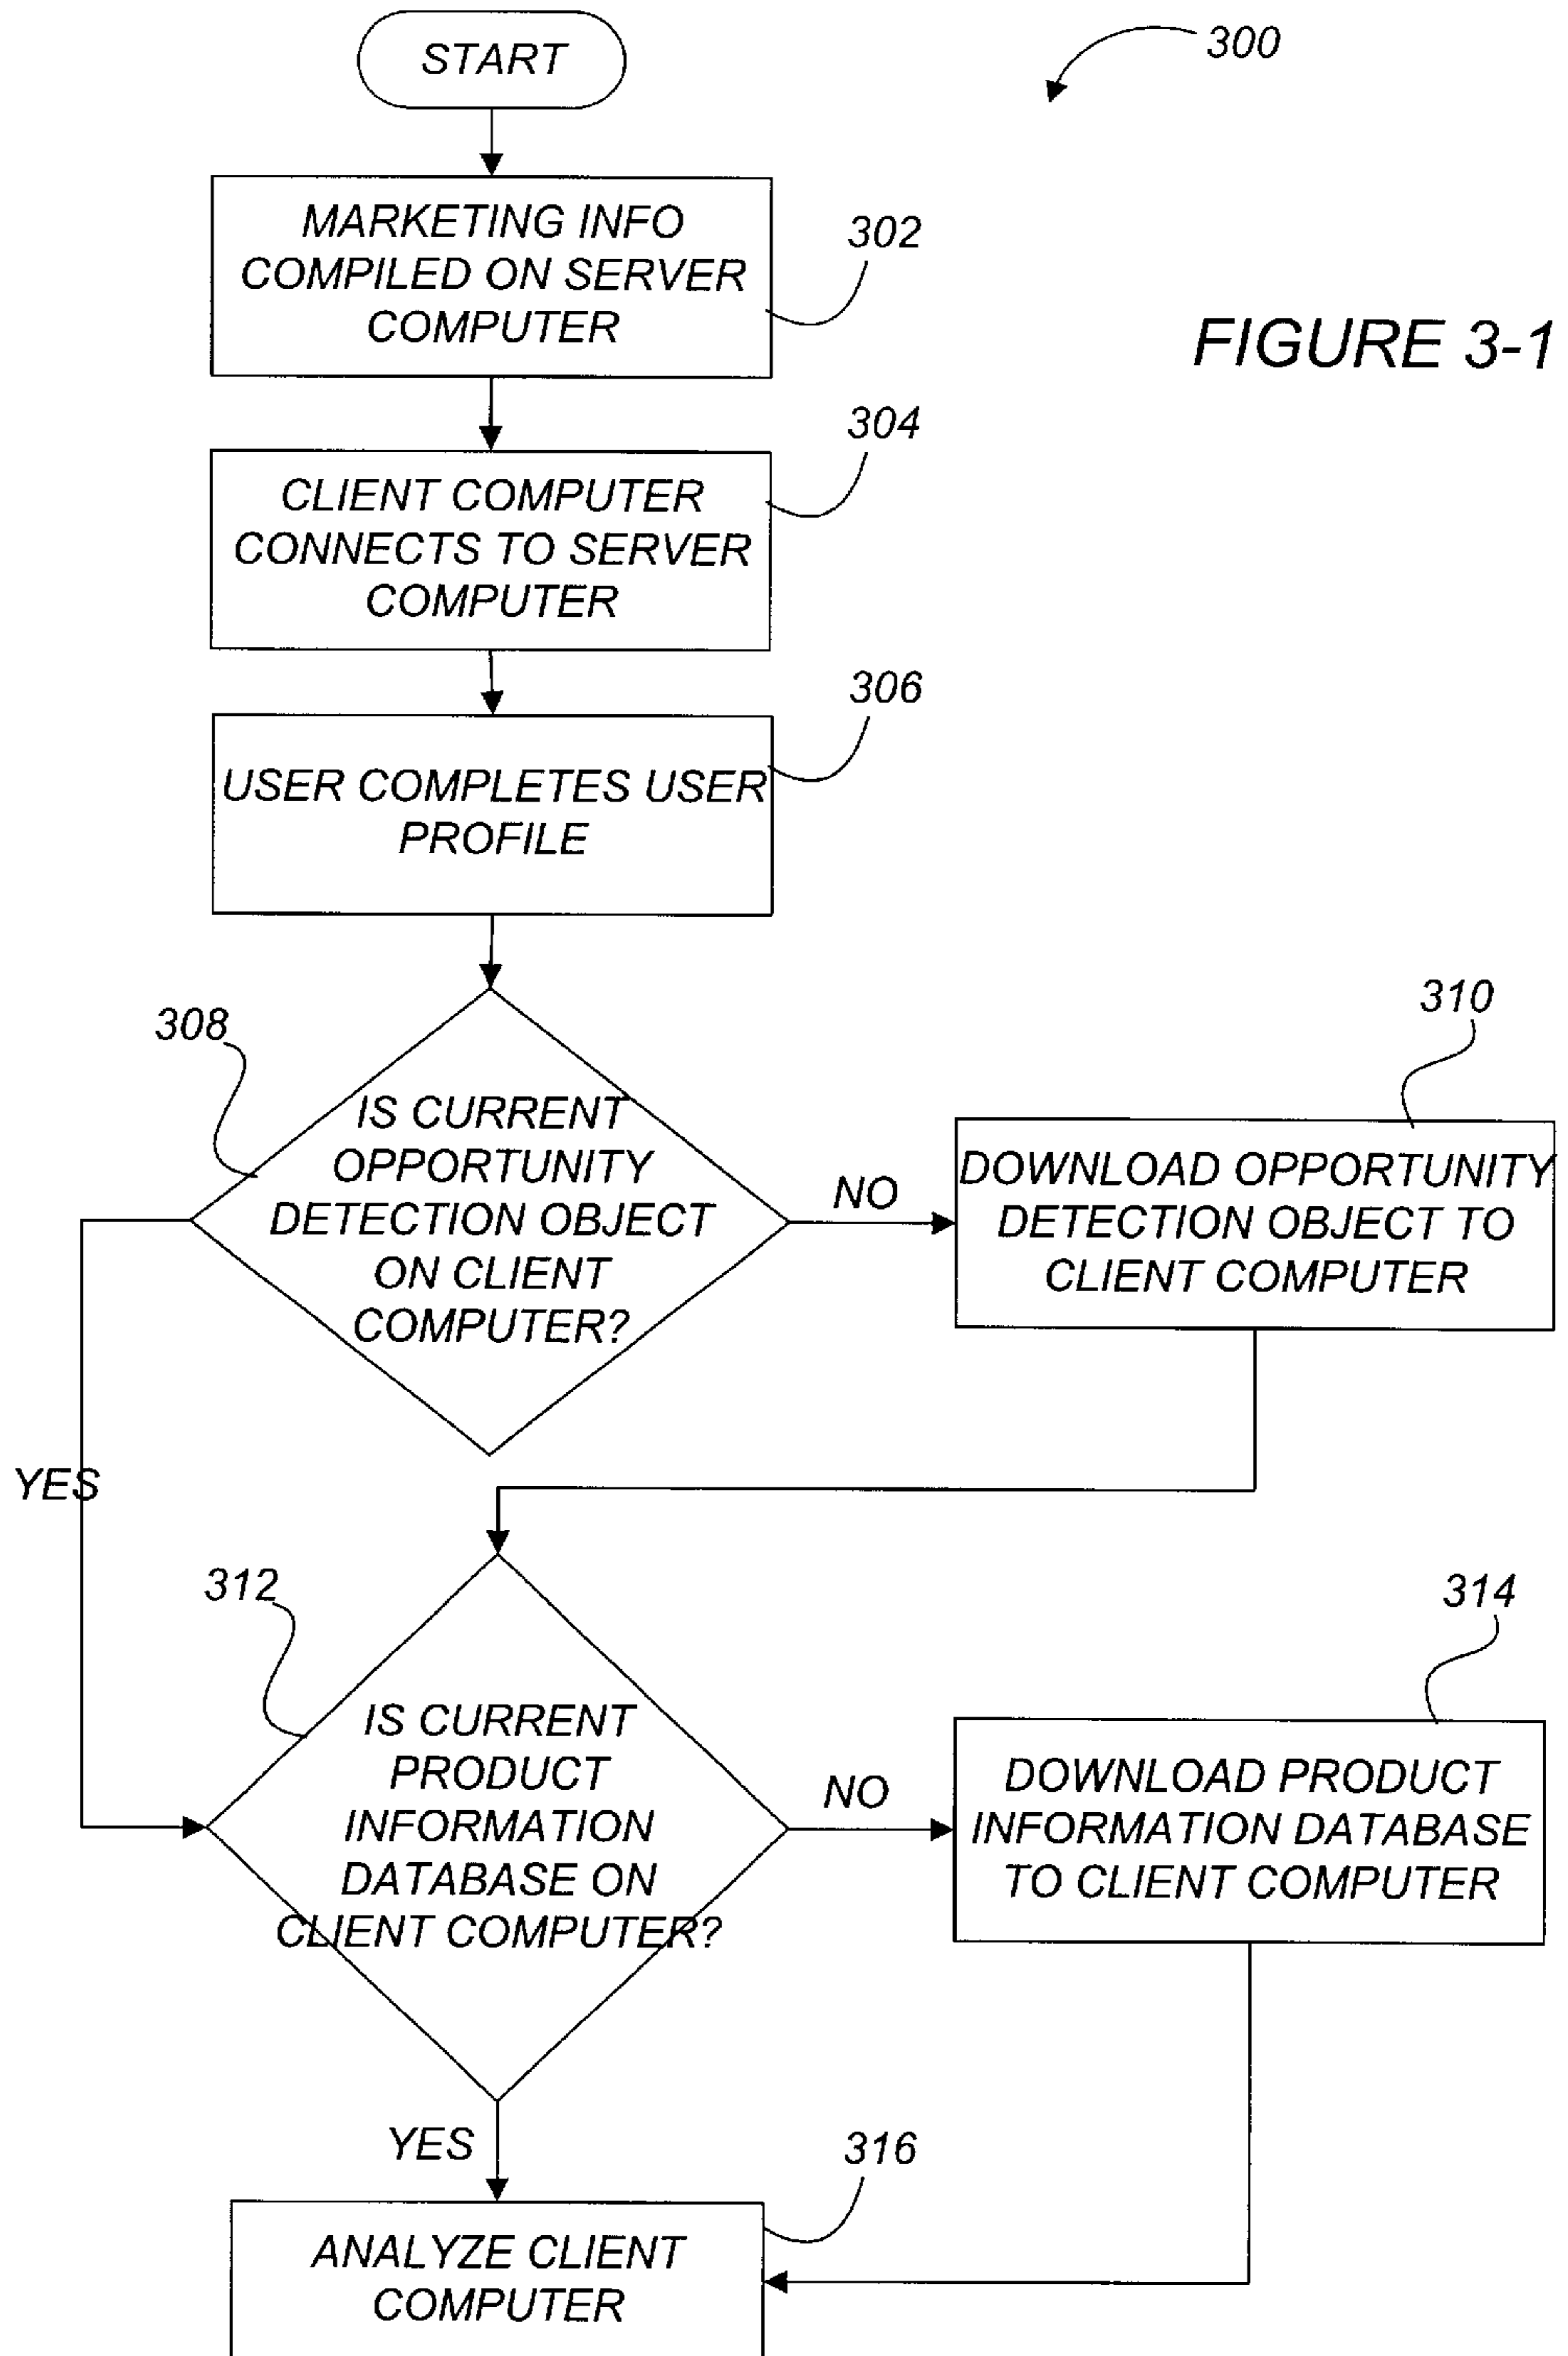 START
300
MARKETING INFO
COMPILED ON SERVER
COMPUTER
302
FIGURE 3-1
304
CLIENT COMPUTER
CONNECTS TO SERVER
COMPUTER
306
USER COMPLETES USER
PROFILE
308
310
IS CURRENT
OPPORTUNITY
DETECTION OBJECT
ON CLIENT
COMPUTER?
NO
DOWNLOAD OPPORTUNITY
DETECTION OBJECT TO
CLIENT COMPUTER
YES
312
314
IS CURRENT
PRODUCT
INFORMATION
DATABASE ON
CLIENT COMPUTER?
NO
DOWNLOAD PRODUCT
INFORMATION DATABASE
TO CLIENT COMPUTER
YES
316
ANALYZE CLIENT
COMPUTER